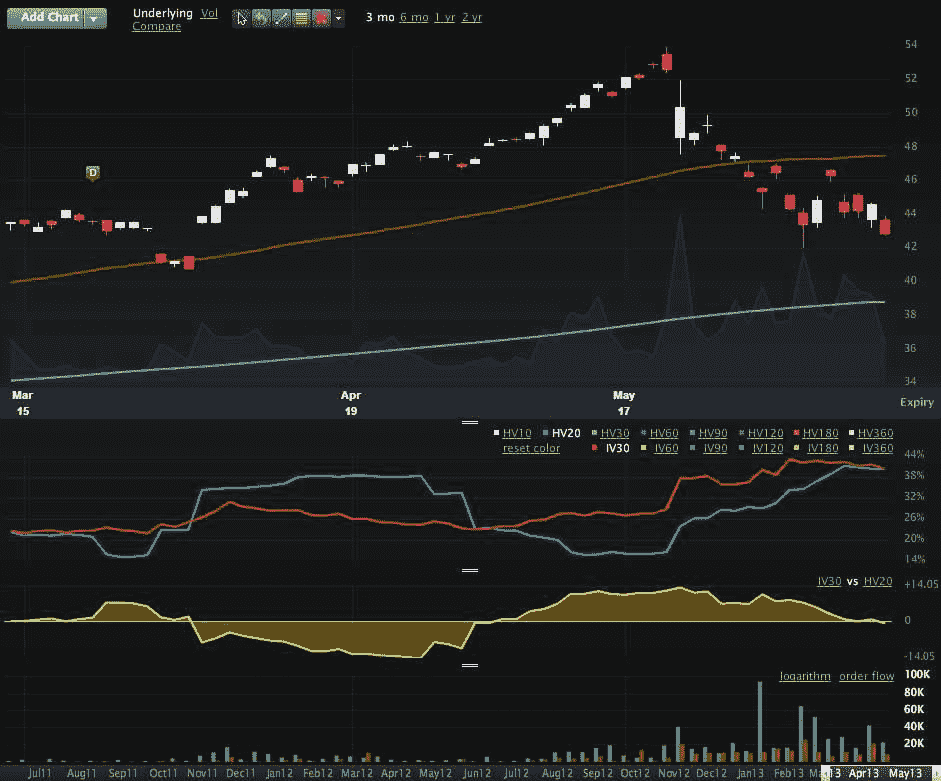 Add Chart Underlying Vol 3 mo 6 mo 1 yr 2 yr
Compare
54
52
50
48
D
46
44
42
40
38
36
34
Mar Apr May
15 19 17 Expiry
HV10 HV20 HV30 HV60 HV90 HV120 HV180 HV360
reset color IV30 IV60 IV90 IV120 IV180 IV360
44%
38%
32%
26%
20%
14%
IV30 vs HV20 +14.05
0
-14.05
logarithm order flow 100K
80K
60K
40K
20K
Jul11 Aug11 Sep11 Oct11 Nov11 Dec11 Jan12 Feb12 Mar12 Apr12 May12 Jun12 Jul12 Aug12 Sep12 Oct12 Nov12 Dec12 Jan13 Feb13 Apr13 May13